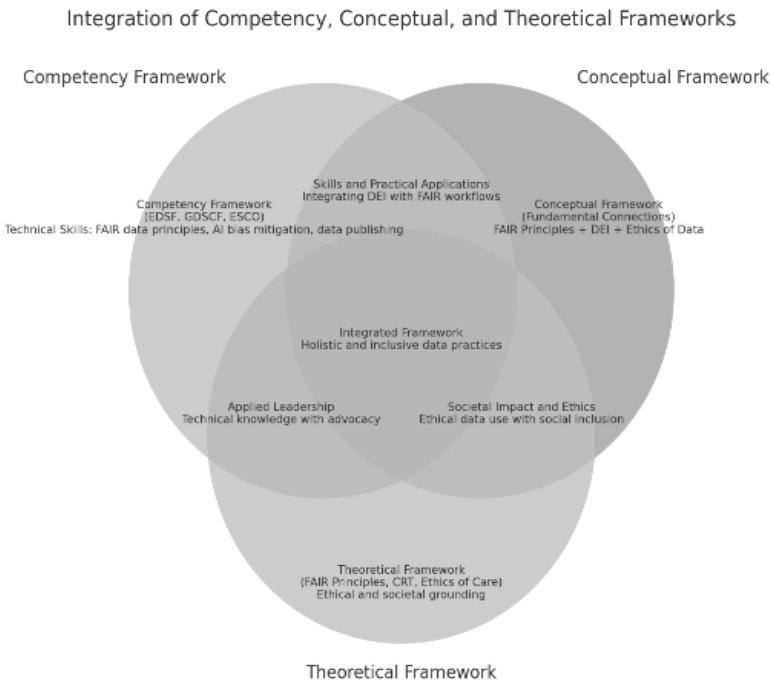 Integration of Competency, Conceptual, and Theoretical Frameworks
Competency Framework
Conceptual Framework
Skills and Practical Applications
Integrating DEI with FAIR workflows
Competency Framework
(EDSF, GDSCF, ESCO)
Technical Skills: FAIR data principles, AI bias mitigation, data publishing
Conceptual Framework
(Fundamental Connections)
FAIR Principles + DEI + Ethics of Data
Integrated Framework
Holistic and inclusive data practices
Applied Leadership
Technical knowledge with advocacy
Societal Impact and Ethics
Ethical data use with social inclusion
Theoretical Framework
(FAIR Principles, CRT, Ethics of Care)
Ethical and societal grounding
Theoretical Framework